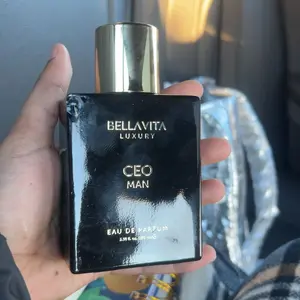 BELLAVITA
LUXURY
CEO
MAN
EAU DE PARFUM